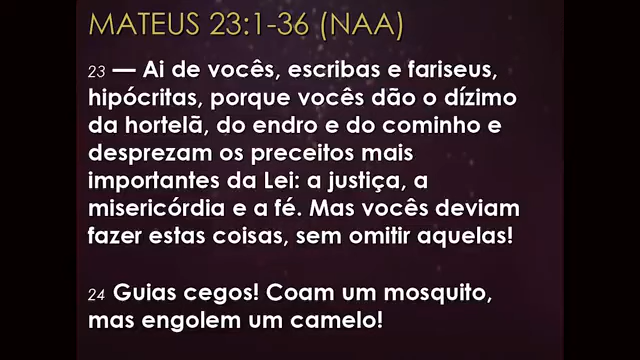 MATEUS 23:1-36 (NAA)
23 — Ai de vocês, escribas e fariseus,
hipócritas, porque vocês dão o dízimo
da hortelã, do endro e do cominho e
desprezam os preceitos mais
importantes da Lei: a justiça, a
misericórdia e a fé. Mas vocês deviam
fazer estas coisas, sem omitir aquelas!
24 Guias cegos! Coam um mosquito,
mas engolem um camelo!